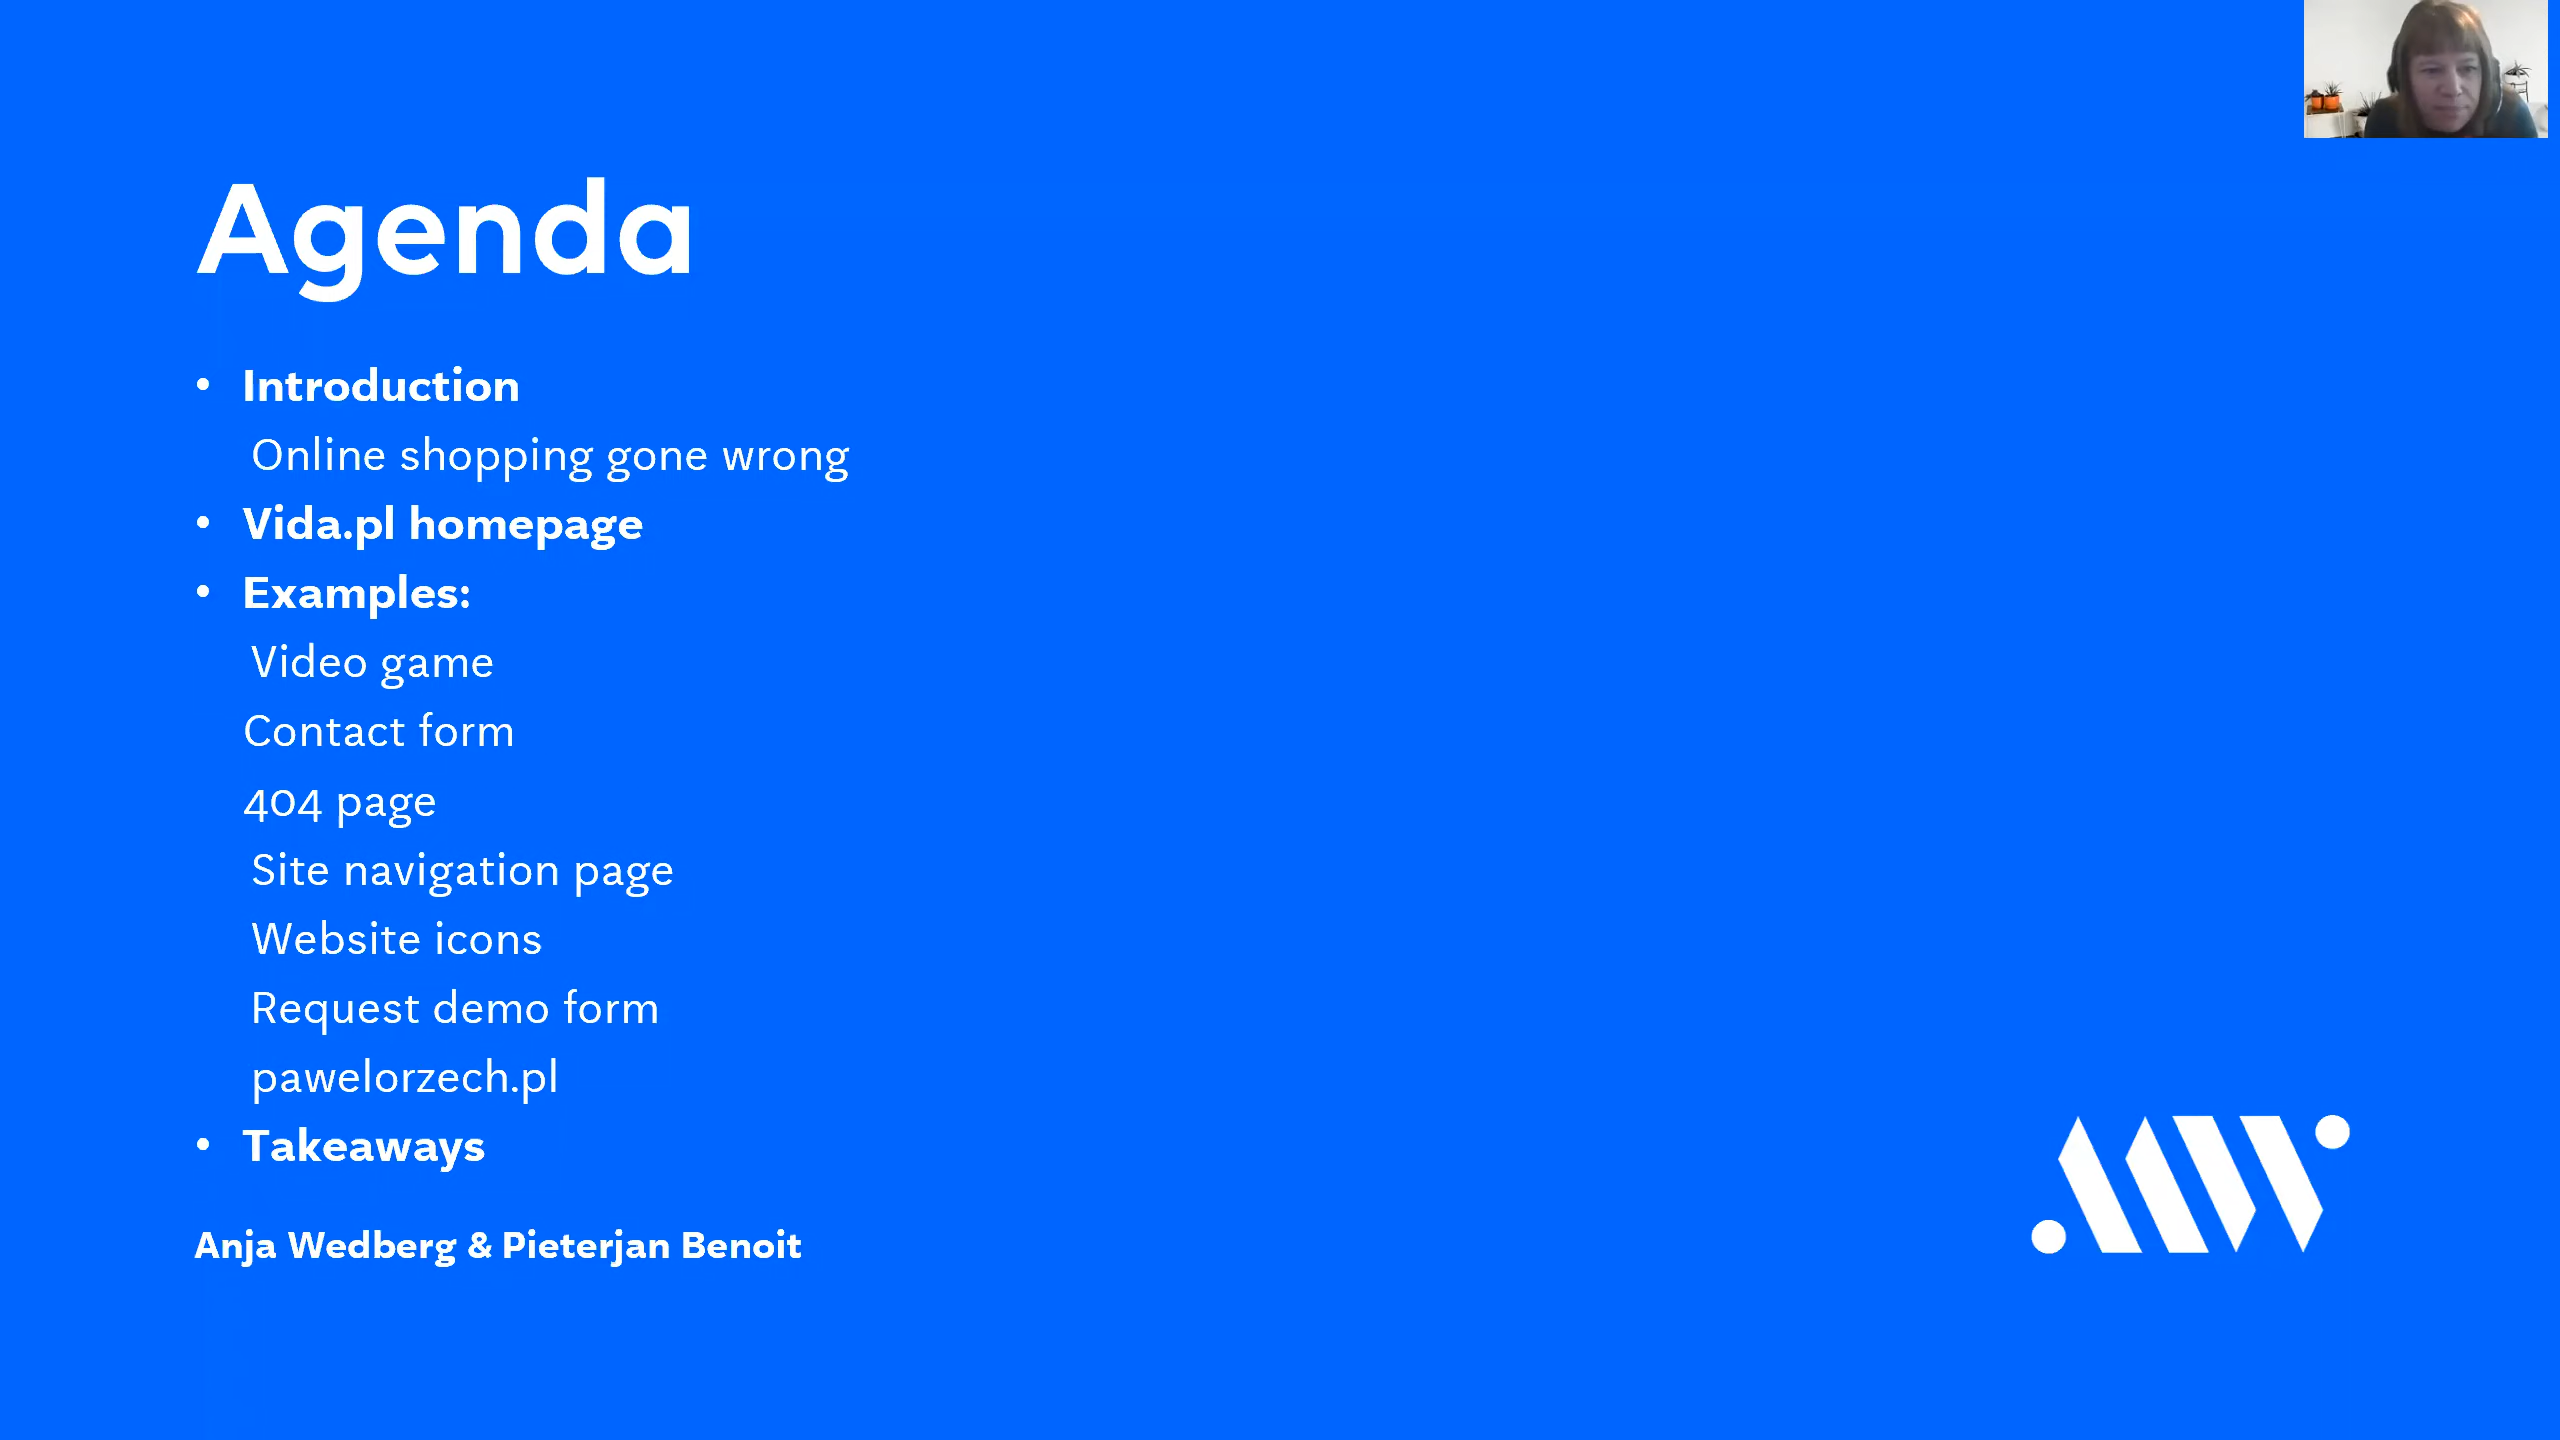 Agenda
• Introduction
Online shopping gone wrong
• Vida.pl homepage
• Examples:
Video game
Contact form
404 page
Site navigation page
Website icons
Request demo form
pawelorzech.pl
• Takeaways
Anja Wedberg & Pieterjan Benoit